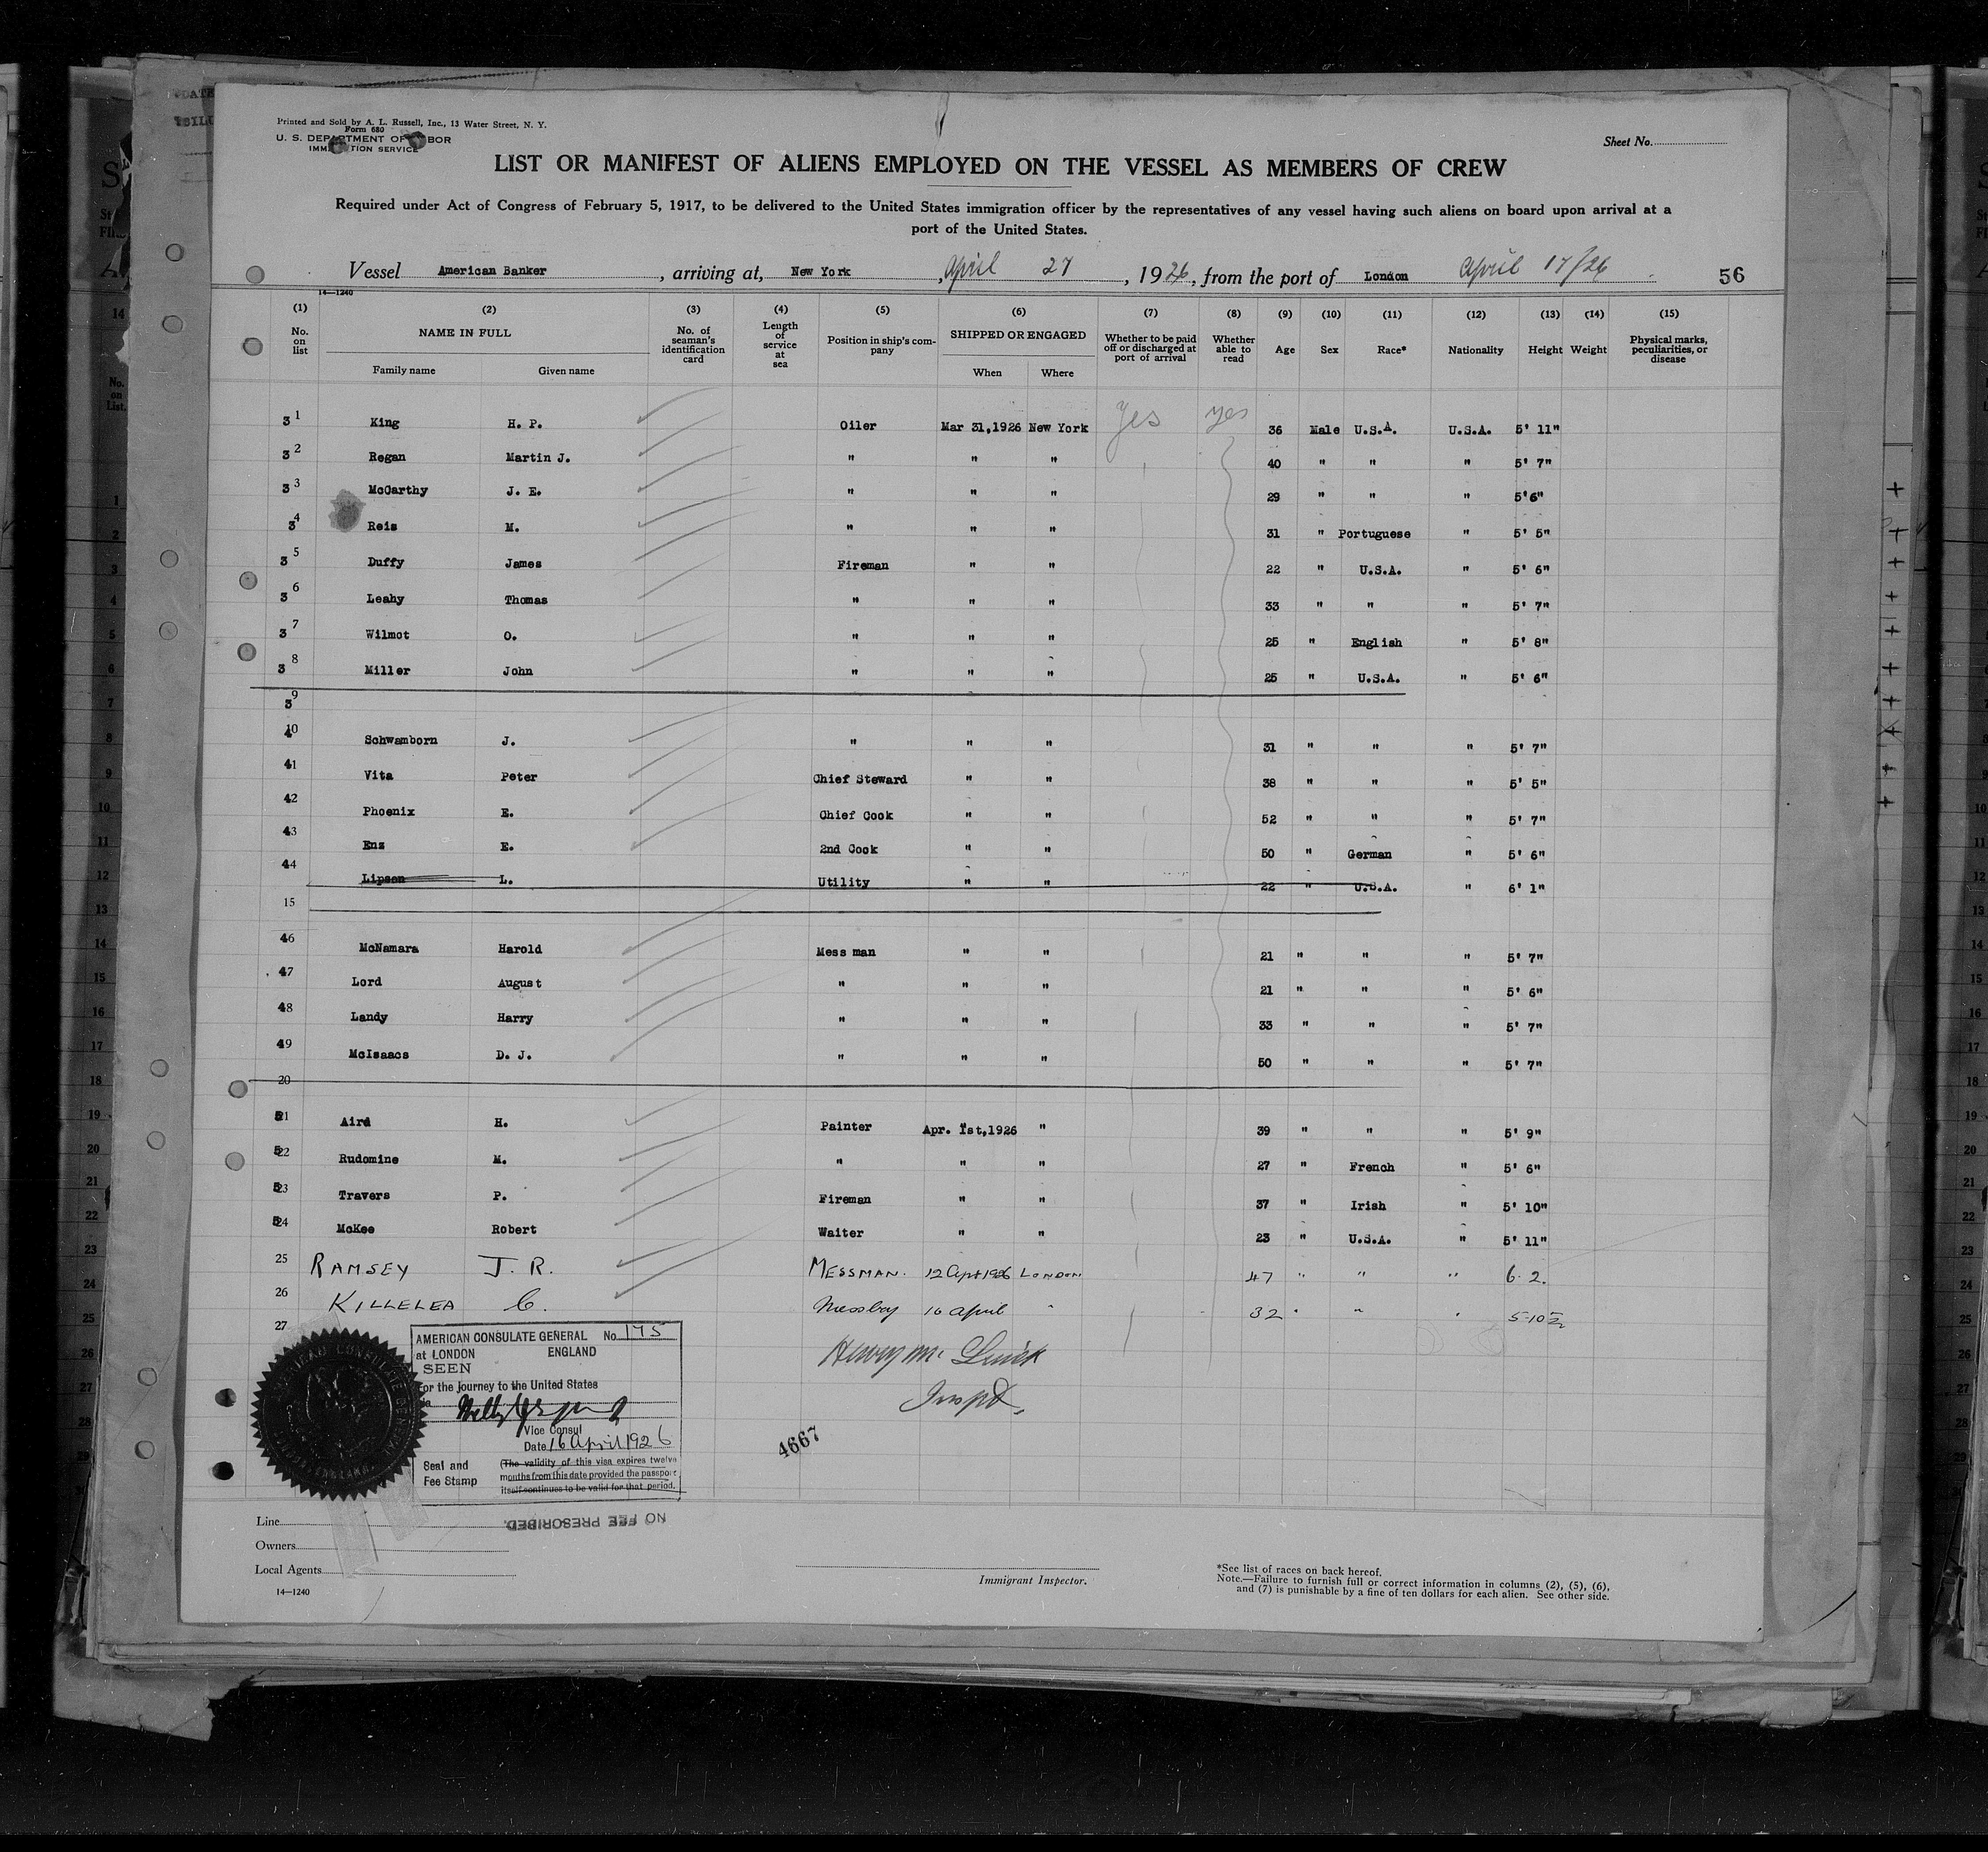 Printed and Sold by A. L. Russell, Inc., 13 Water Street, N. Y.
Form 680
U. S. DEPARTMENT OF LABOR
IMMIGRATION SERVICE
Sheet No.
LIST OR MANIFEST OF ALIENS EMPLOYED ON THE VESSEL AS MEMBERS OF CREW
Required under Act of Congress of February 5, 1917, to be delivered to the United States immigration officer by the representatives of any vessel having such aliens on board upon arrival at a
port of the United States.
Vessel American Banker, arriving at, New York, April 27, 1926, from the port of London April 17/26 56
14—1240
(1) No. on list (2) NAME IN FULL Family name Given name (3) No. of seaman's identification card (4) Length of service at sea (5) Position in ship's company (6) SHIPPED OR ENGAGED When Where (7) Whether to be paid off or discharged at port of arrival (8) Whether able to read (9) Age (10) Sex (11) Race* (12) Nationality (13) Height (14) Weight (15) Physical marks, peculiarities, or disease
31 King H. P. Oiler Mar 31,1926 New York Yes yes 36 Male U.S.A. U.S.A. 5' 11"
32 Regan Martin J. " " " 40 " " " 5' 7"
33 McCarthy J. E. " " " 29 " " " 5'6"
34 Reis M. " " " 31 " Portuguese " 5' 5"
35 Duffy James Fireman " " 22 " U.S.A. " 5' 6"
36 Leahy Thomas " " " 33 " " " 5' 7"
37 Wilmot O. " " " 25 " English " 5' 8"
38 Miller John " " " 25 " U.S.A. " 5' 6"
39
40 Schwamborn J. " " " 31 " " " 5' 7"
41 Vita Peter Chief Steward " " 38 " " " 5' 5"
42 Phoenix E. Chief Cook " " 52 " " " 5' 7"
43 Enz E. 2nd Cook " " 50 " German " 5' 6"
44 Lipson L. Utility " " 22 " U.S.A. " 6' 1"
15
46 McNamara Harold Mess man " " 21 " " " 5' 7"
47 Lord August " " " 21 " " " 5' 6"
48 Landy Harry " " " 33 " " " 5' 7"
49 McIsaacs D. J. " " " 50 " " " 5' 7"
20
521 Aird H. Painter Apr. 1st,1926 " 39 " " " 5' 9"
522 Rudomine M. " " " 27 " French " 5' 6"
523 Travers P. Fireman " " 37 " Irish " 5' 10"
524 McKee Robert Waiter " " 23 " U.S.A. " 5' 11"
25 RAMSEY J. R. MESSMAN. 12 Apr 1926 LONDON 47 " " " 6.2.
26 KILLELEA C. Messboy 16 April " 32 " " " 5-10½
27
AMERICAN CONSULATE GENERAL No. 175
at LONDON ENGLAND
SEEN
For the journey to the United States
Vice Consul
Date 16 April 1926
Seal and
Fee Stamp
(The validity of this visa expires twelve
months from this date provided the passport
itself continues to be valid for that period.
Inspt.
4667
NO FEE PRESCRIBED.
Line
Owners
Local Agents
14—1240
Immigrant Inspector.
*See list of races on back hereof.
Note.—Failure to furnish full or correct information in columns (2), (5), (6),
and (7) is punishable by a fine of ten dollars for each alien. See other side.